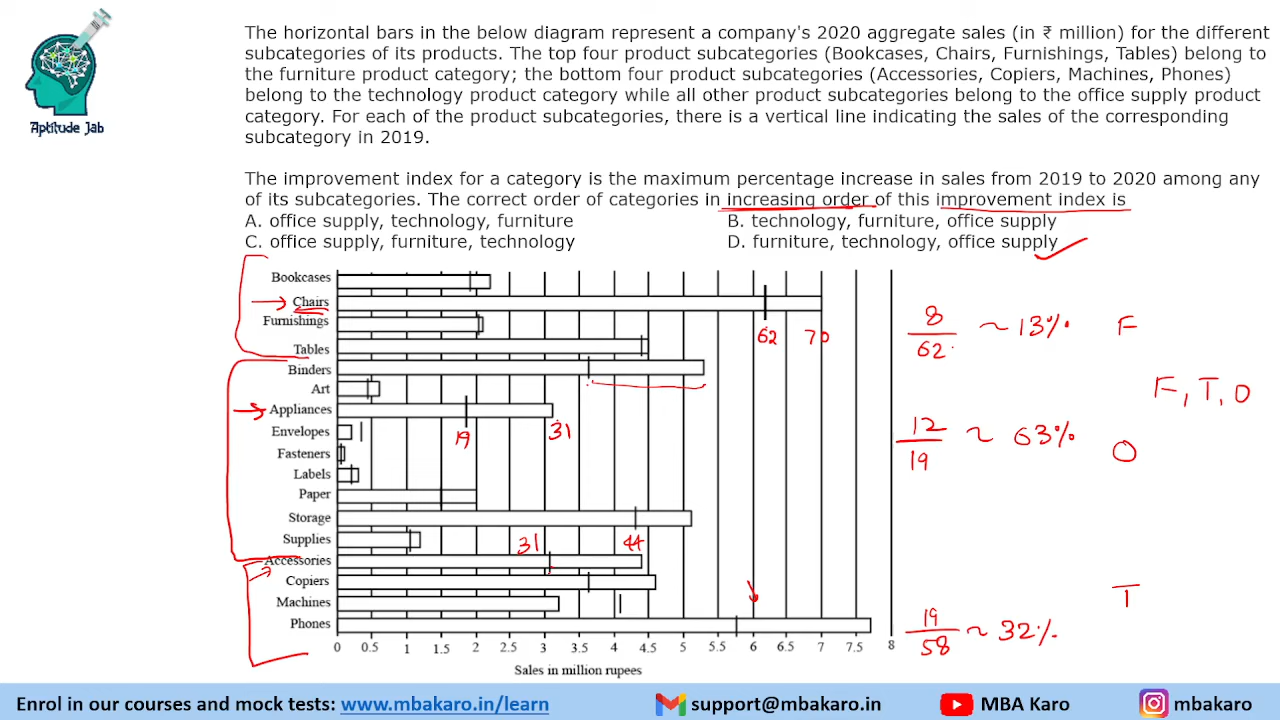 The horizontal bars in the below diagram represent a company's 2020 aggregate sales (in ₹ million) for the different
subcategories of its products. The top four product subcategories (Bookcases, Chairs, Furnishings, Tables) belong to
the furniture product category; the bottom four product subcategories (Accessories, Copiers, Machines, Phones)
belong to the technology product category while all other product subcategories belong to the office supply product
category. For each of the product subcategories, there is a vertical line indicating the sales of the corresponding
subcategory in 2019.
Aptitude Jab
The improvement index for a category is the maximum percentage increase in sales from 2019 to 2020 among any
of its subcategories. The correct order of categories in increasing order of this improvement index is
A. office supply, technology, furniture B. technology, furniture, office supply
C. office supply, furniture, technology D. furniture, technology, office supply
Bookcases
Chairs
Furnishings
62 70
8/62 ~ 13% F
Tables
Binders
Art
F, T, O
Appliances
19 31
12/19 ~ 63% O
Envelopes
Fasteners
Labels
Paper
Storage
Supplies
31 44
Accessories
Copiers
Machines
T
Phones
19/58 ~ 32%
0 0.5 1 1.5 2 2.5 3 3.5 4 4.5 5 5.5 6 6.5 7 7.5 8
Sales in million rupees
Enrol in our courses and mock tests: www.mbakaro.in/learn support@mbakaro.in MBA Karo mbakaro